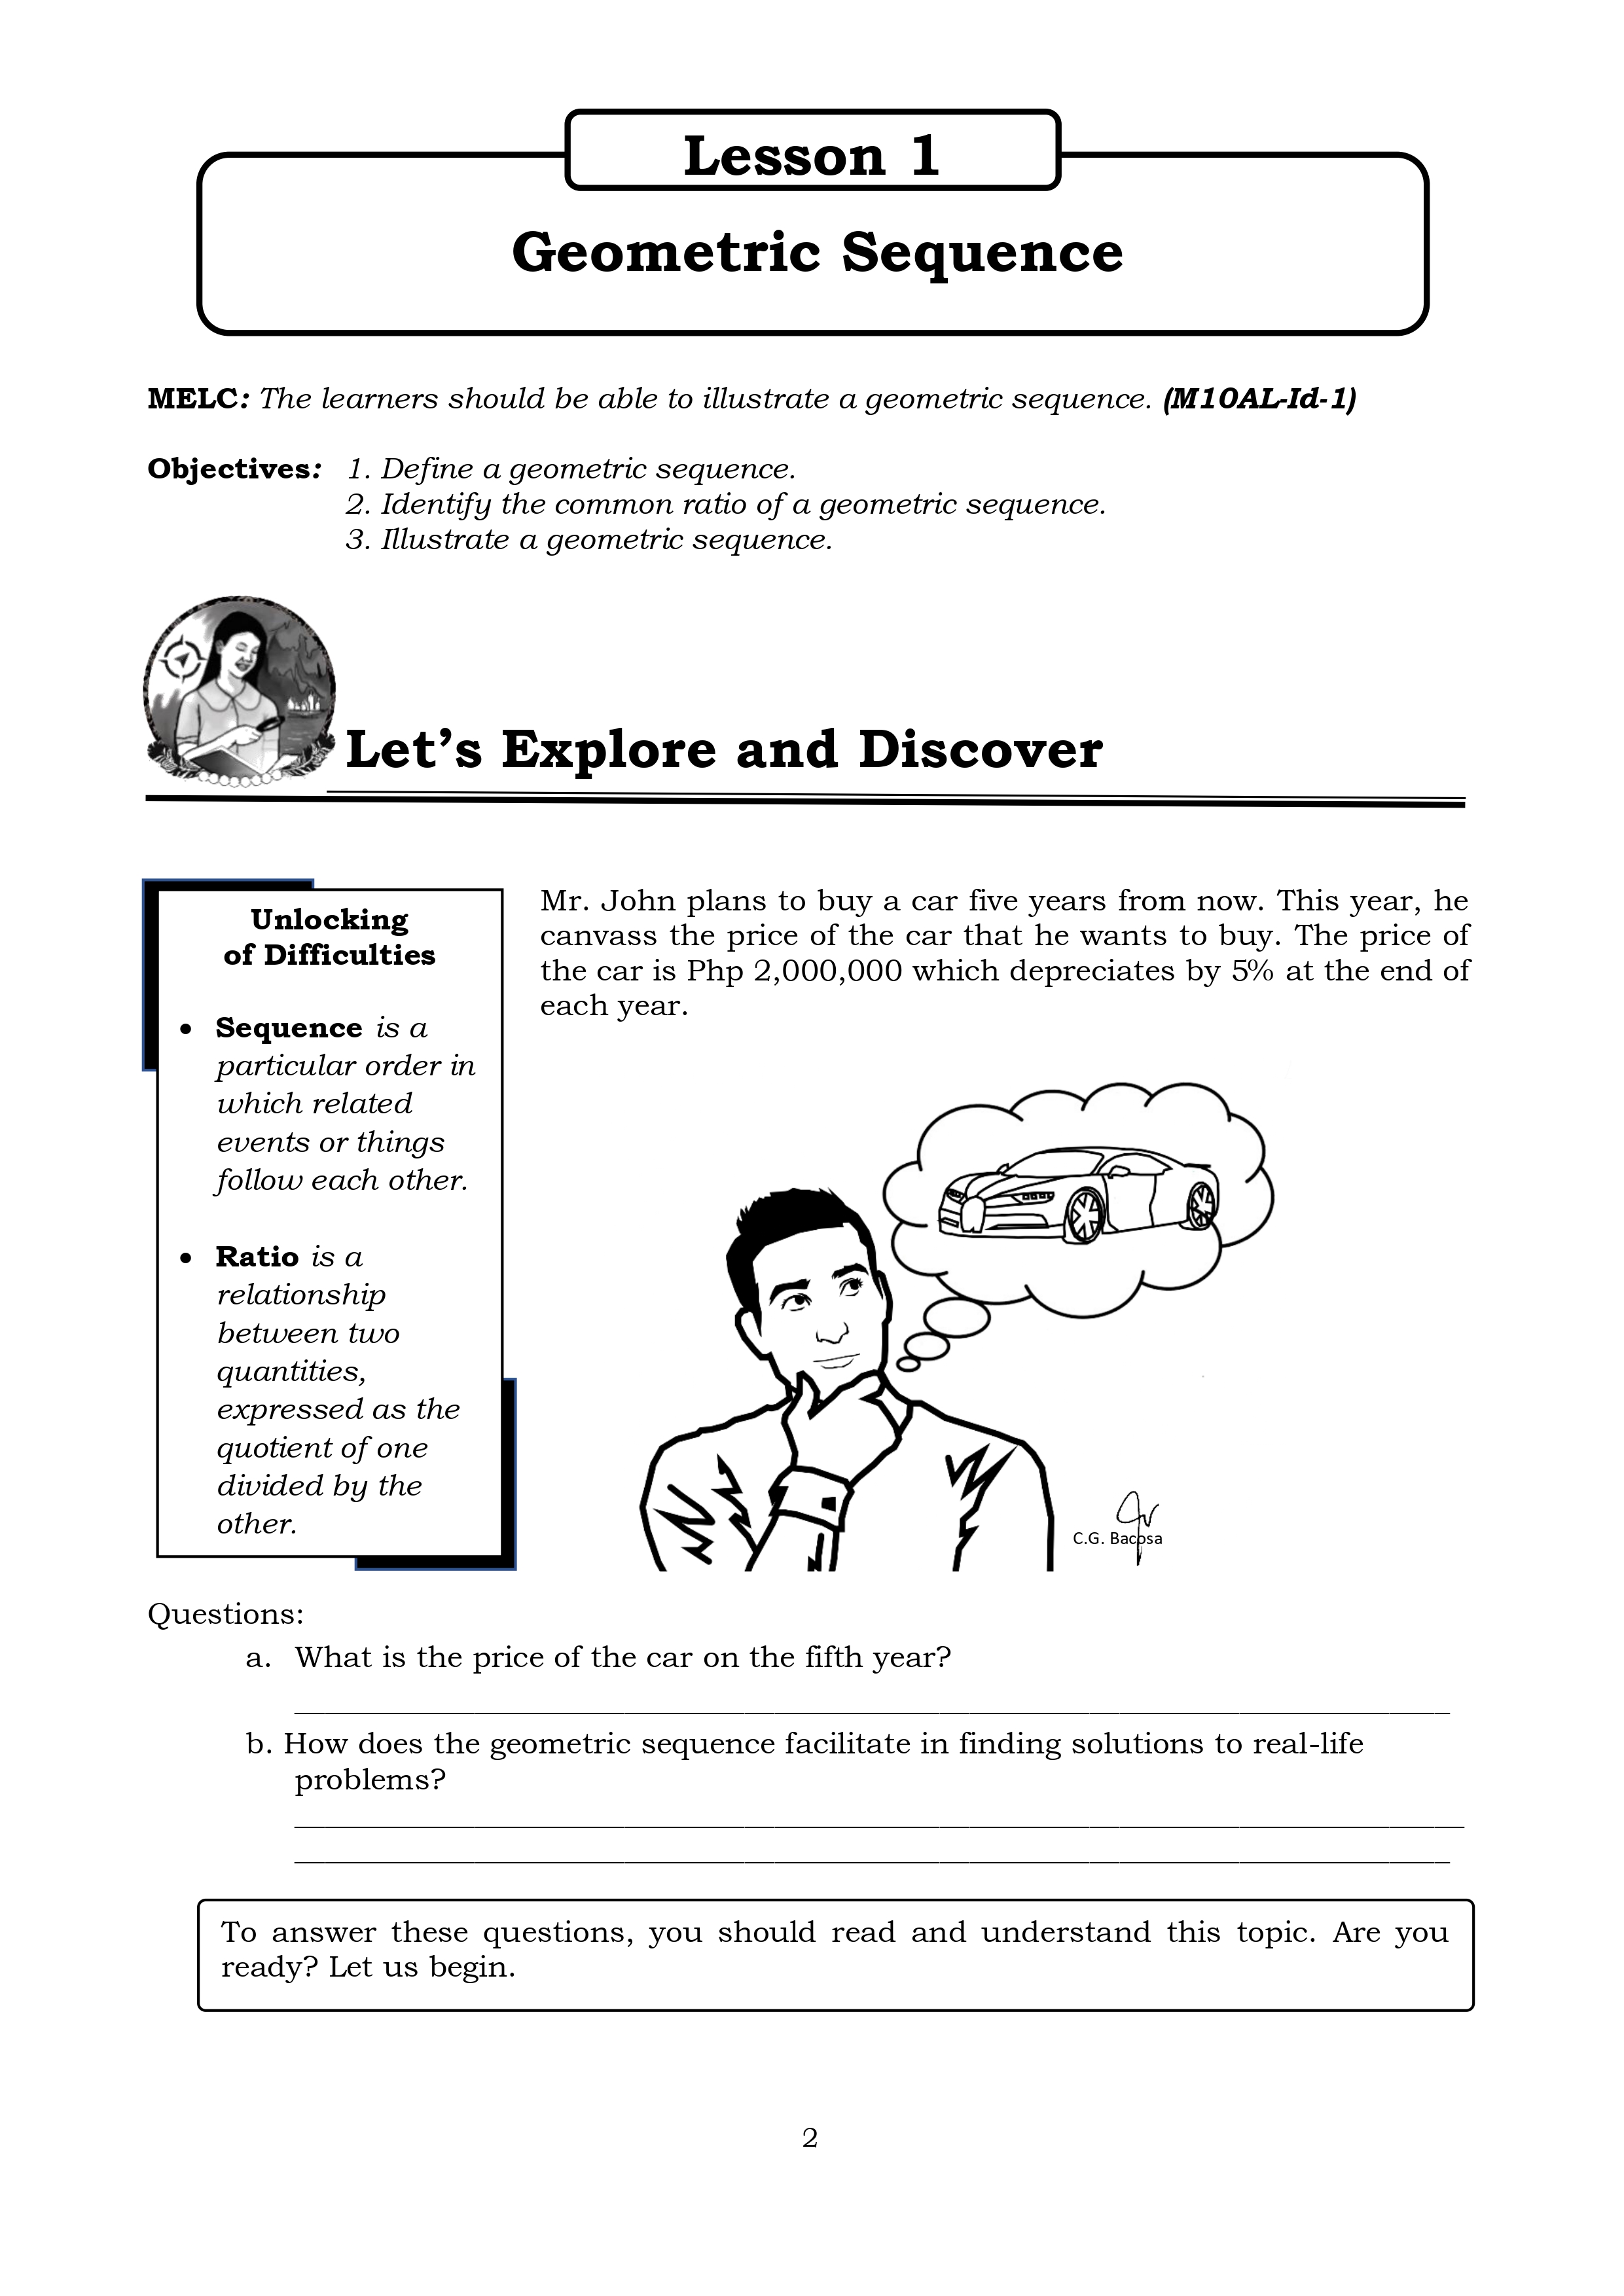 Lesson 1
Geometric Sequence
MELC: The learners should be able to illustrate a geometric sequence. (M10AL-Id-1)
Objectives: 1. Define a geometric sequence.
2. Identify the common ratio of a geometric sequence.
3. Illustrate a geometric sequence.
Let’s Explore and Discover
Unlocking
of Difficulties
• Sequence is a
particular order in
which related
events or things
follow each other.
• Ratio is a
relationship
between two
quantities,
expressed as the
quotient of one
divided by the
other.
Mr. John plans to buy a car five years from now. This year, he
canvass the price of the car that he wants to buy. The price of
the car is Php 2,000,000 which depreciates by 5% at the end of
each year.
C.G. Bacosa
Questions:
a. What is the price of the car on the fifth year?
b. How does the geometric sequence facilitate in finding solutions to real-life
problems?
To answer these questions, you should read and understand this topic. Are you
ready? Let us begin.
2